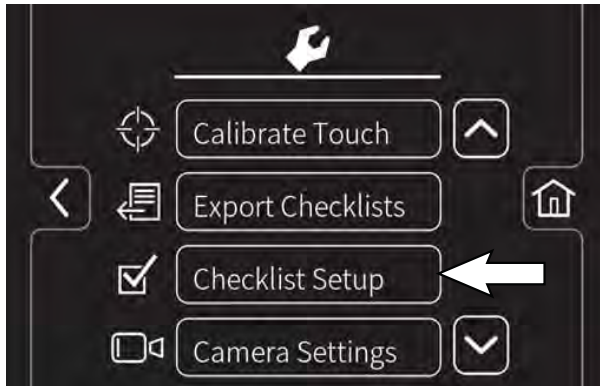 Calibrate Touch
Export Checklists
Checklist Setup
Camera Settings